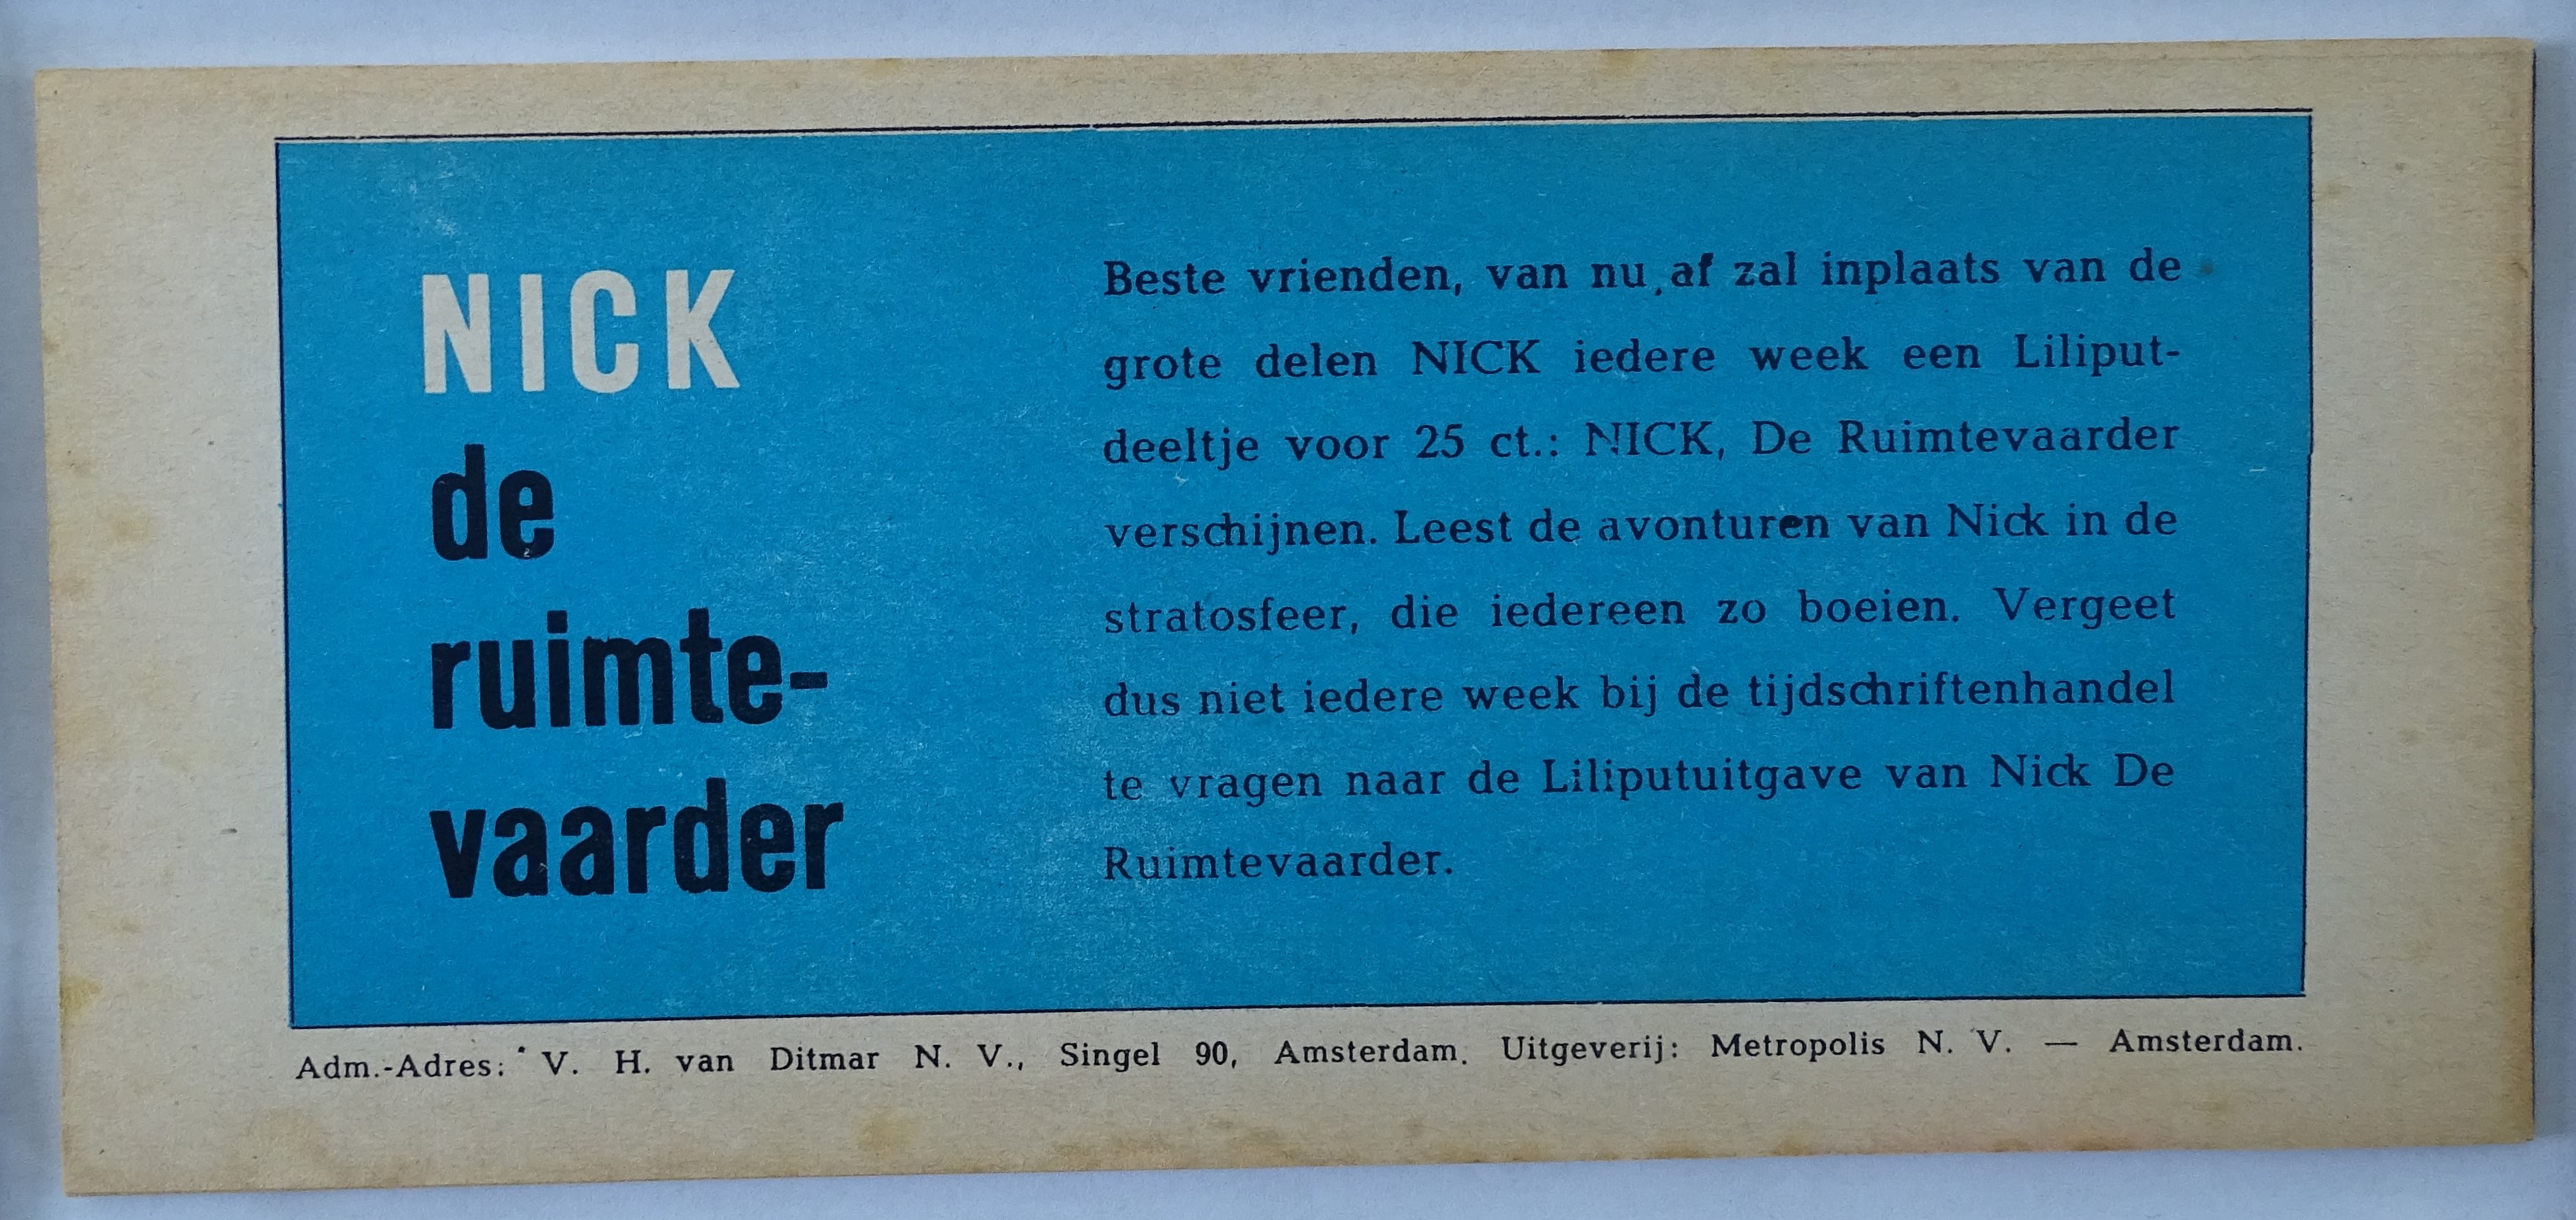 NICK
de
ruimte-
vaarder
Beste vrienden, van nu af zal inplaats van de
grote delen NICK iedere week een Liliput-
deeltje voor 25 ct.: NICK, De Ruimtevaarder
verschijnen. Leest de avonturen van Nick in de
stratosfeer, die iedereen zo boeien. Vergeet
dus niet iedere week bij de tijdschriftenhandel
te vragen naar de Liliputuitgave van Nick De
Ruimtevaarder.
Adm.-Adres: V. H. van Ditmar N. V., Singel 90, Amsterdam. Uitgeverij: Metropolis N. V. — Amsterdam.